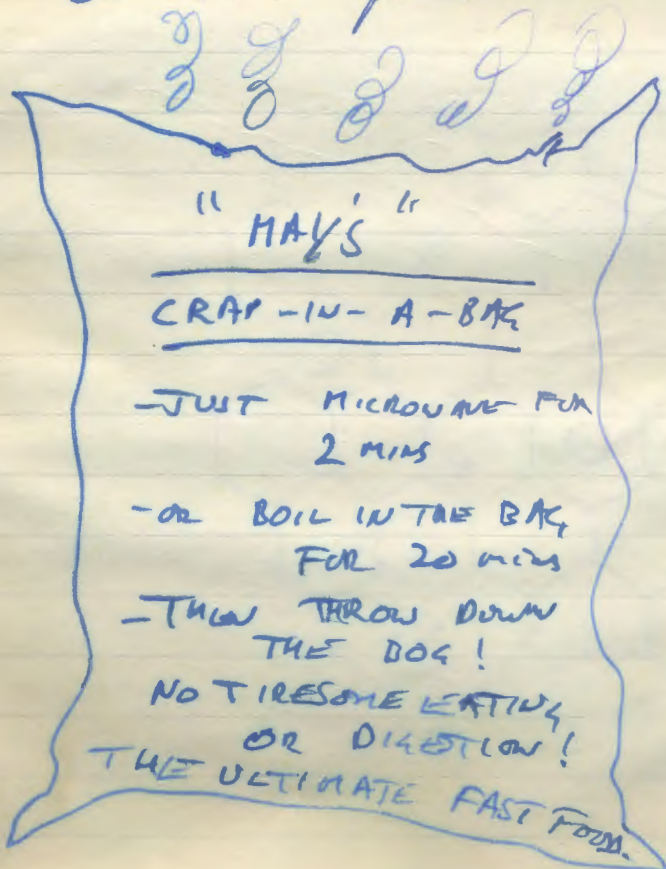 "MAY'S"
CRAP-IN-A-BAG
-JUST MICROWAVE FOR
2 MINS
-OR BOIL IN THE BAG
FOR 20 MINS
-THEN THROW DOWN
THE BOG!
NO TIRESOME EATING
OR DIGESTION!
THE ULTIMATE FAST FOOD.